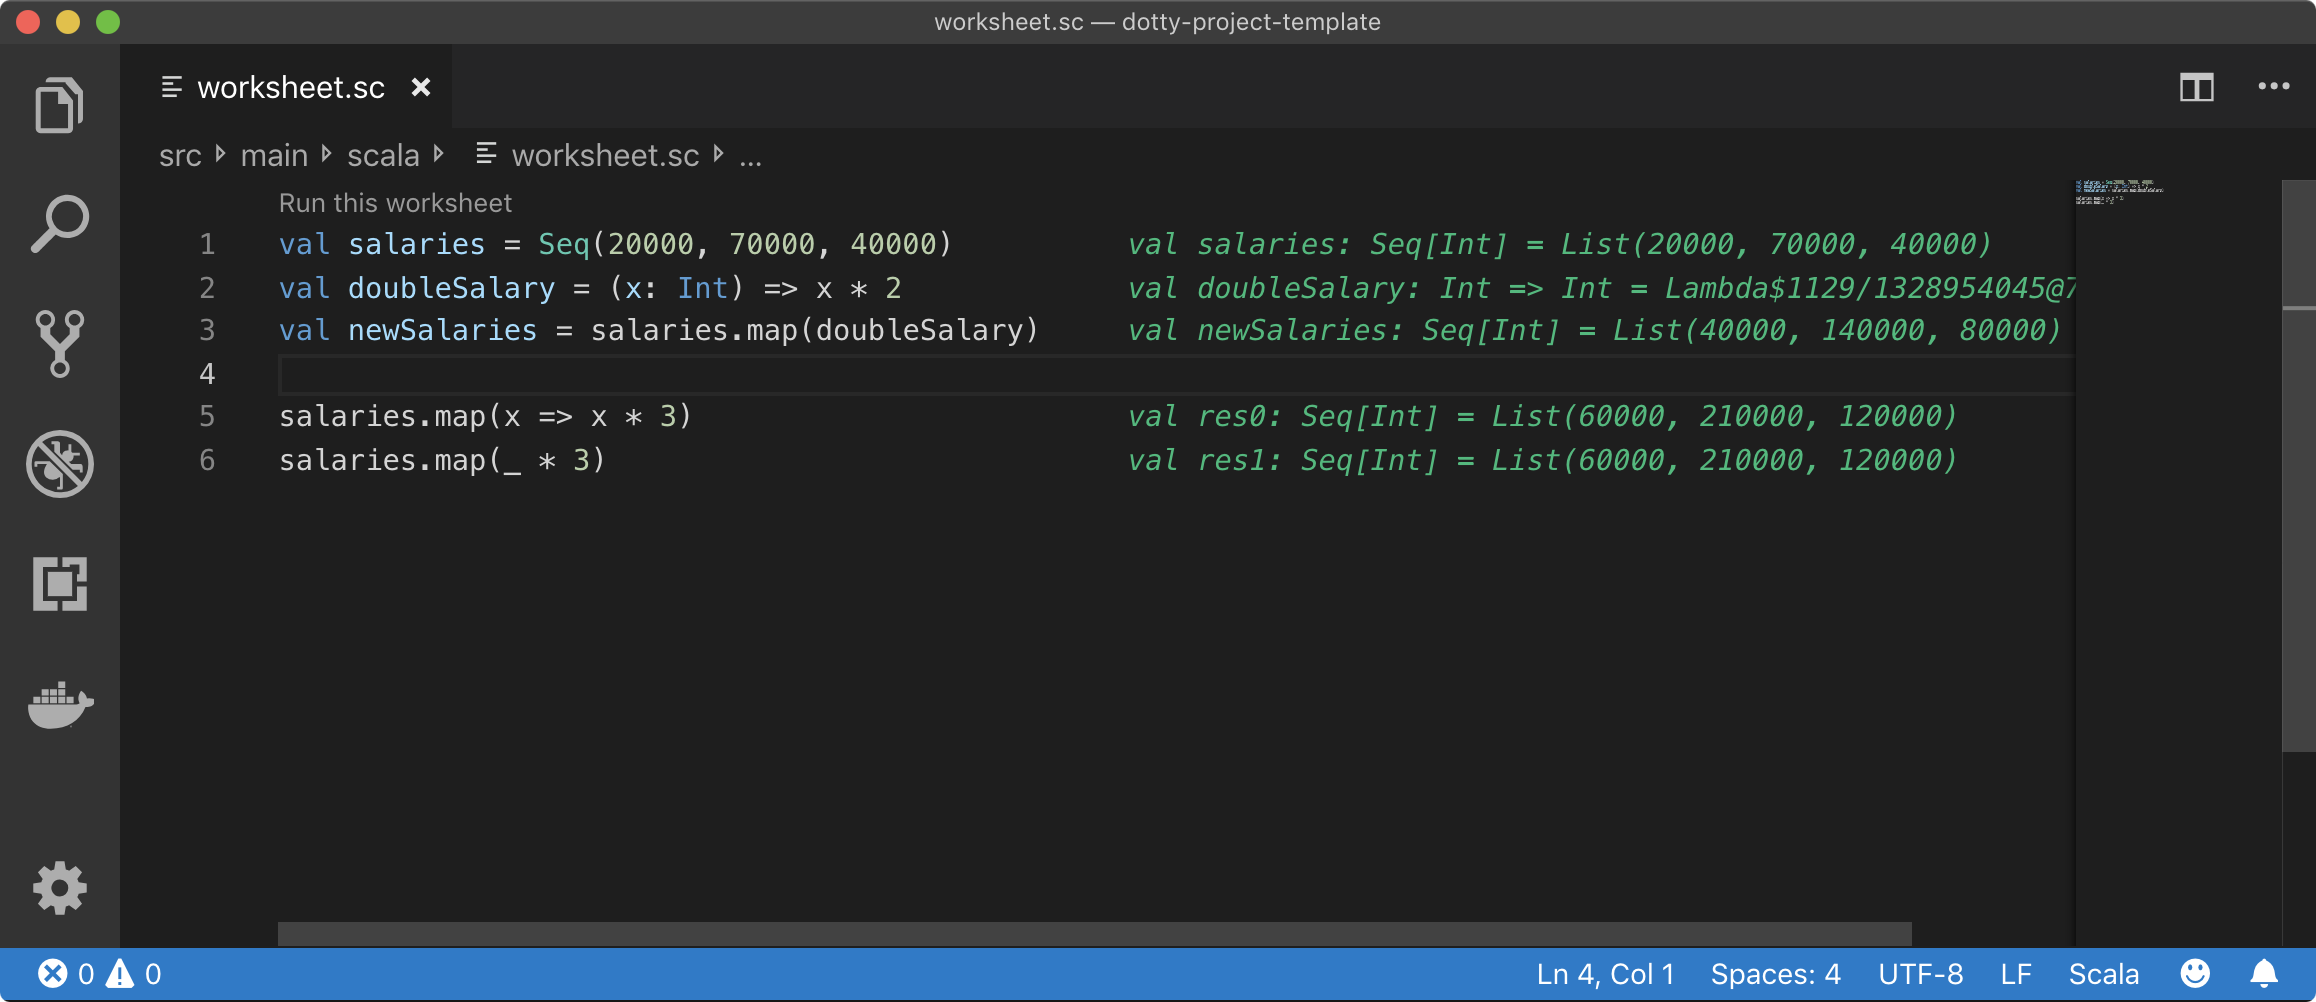 worksheet.sc — dotty-project-template
worksheet.sc
src main scala worksheet.sc ...
Run this worksheet
1 val salaries = Seq(20000, 70000, 40000) val salaries: Seq[Int] = List(20000, 70000, 40000)
2 val doubleSalary = (x: Int) => x * 2 val doubleSalary: Int => Int = Lambda$1129/1328954045@7
3 val newSalaries = salaries.map(doubleSalary) val newSalaries: Seq[Int] = List(40000, 140000, 80000)
4
5 salaries.map(x => x * 3) val res0: Seq[Int] = List(60000, 210000, 120000)
6 salaries.map(_ * 3) val res1: Seq[Int] = List(60000, 210000, 120000)
0 0 Ln 4, Col 1 Spaces: 4 UTF-8 LF Scala